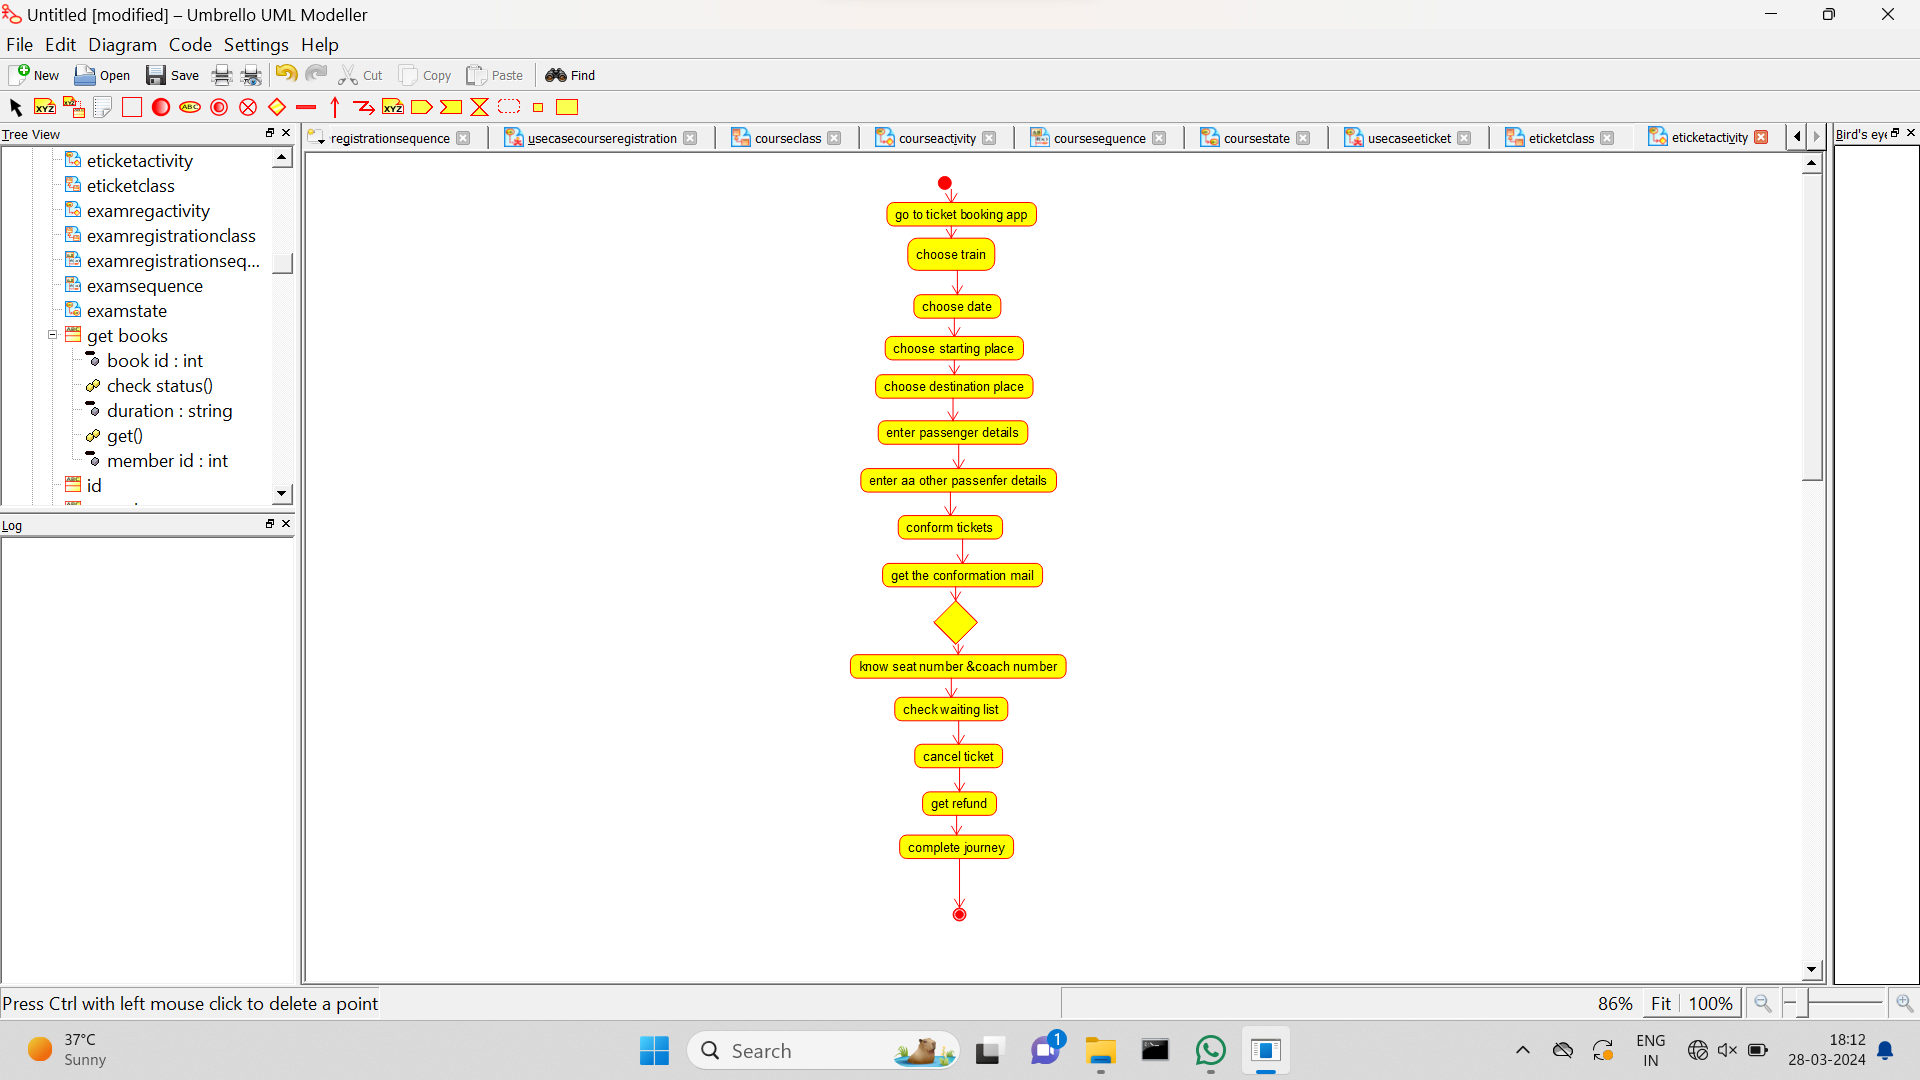 Untitled [modified] – Umbrello UML Modeller
File Edit Diagram Code Settings Help
New Open Save Cut Copy Paste Find
XYZ ABC XYZ
Tree View
registrationsequence usecasecourseregistration courseclass courseactivity coursesequence coursestate usecaseeticket eticketclass eticketactivity
Bird's eye
eticketactivity
eticketclass
examregactivity
examregistrationclass
examregistrationseq...
examsequence
examstate
get books
book id : int
check status()
duration : string
get()
member id : int
id
Log
go to ticket booking app
choose train
choose date
choose starting place
choose destination place
enter passenger details
enter aa other passenfer details
conform tickets
get the conformation mail
know seat number &coach number
check waiting list
cancel ticket
get refund
complete journey
Press Ctrl with left mouse click to delete a point
86% Fit 100%
37°C
Sunny
Search
1
ENG
IN
18:12
28-03-2024